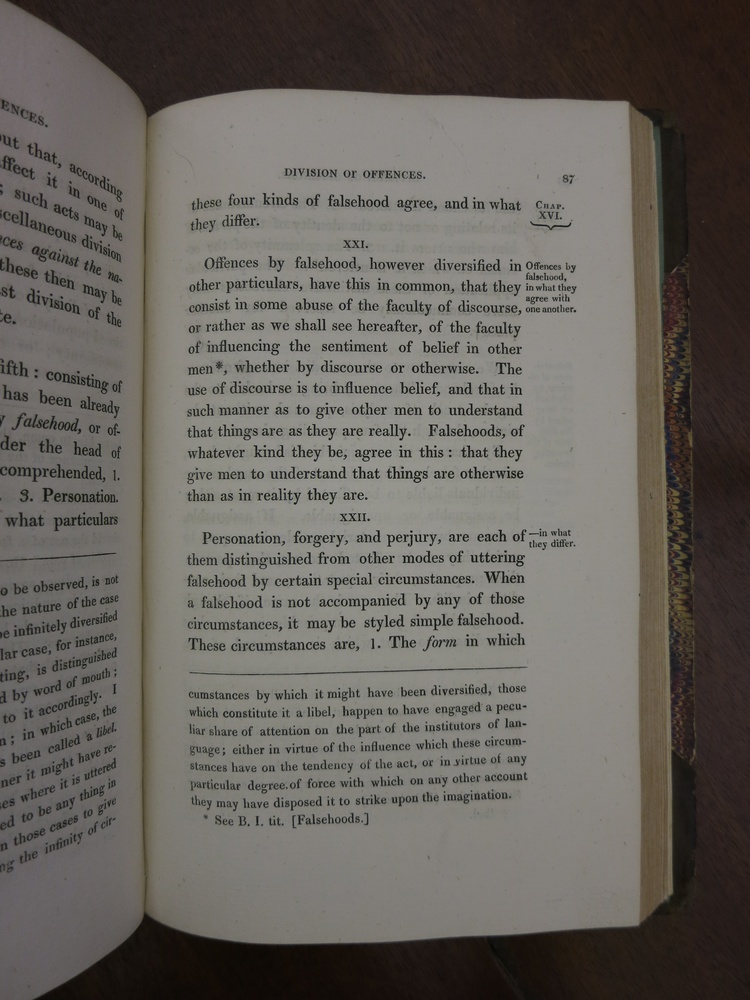 ENCES.
out that, according
ffect it in one of
; such acts may be
scellaneous division
nces against the na-
these then may be
st division of the
te.
ifth : consisting of
has been already
y falsehood, or of-
der the head of
comprehended, 1.
3. Personation.
what particulars
o be observed, is not
the nature of the case
be infinitely diversified
lar case, for instance,
ting, is distinguished
d by word of mouth ;
to it accordingly. I
n ; in which case, the
s been called a libel.
ner it might have re-
ses where it is uttered
ed to be any thing in
n those cases to give
ng the infinity of cir-
DIVISION OF OFFENCES.
87
these four kinds of falsehood agree, and in what
they differ.
CHAP.
XVI.
XXI.
Offences by falsehood, however diversified in
other particulars, have this in common, that they
consist in some abuse of the faculty of discourse,
or rather as we shall see hereafter, of the faculty
of influencing the sentiment of belief in other
men*, whether by discourse or otherwise. The
use of discourse is to influence belief, and that in
such manner as to give other men to understand
that things are as they are really. Falsehoods, of
whatever kind they be, agree in this : that they
give men to understand that things are otherwise
than as in reality they are.
Offences by
falsehood,
in what they
agree with
one another.
XXII.
Personation, forgery, and perjury, are each of
them distinguished from other modes of uttering
falsehood by certain special circumstances. When
a falsehood is not accompanied by any of those
circumstances, it may be styled simple falsehood.
These circumstances are, 1. The form in which
—in what
they differ.
cumstances by which it might have been diversified, those
which constitute it a libel, happen to have engaged a pecu-
liar share of attention on the part of the institutors of lan-
guage; either in virtue of the influence which these circum-
stances have on the tendency of the act, or in virtue of any
particular degree of force with which on any other account
they may have disposed it to strike upon the imagination.
* See B. I. tit. [Falsehoods.]